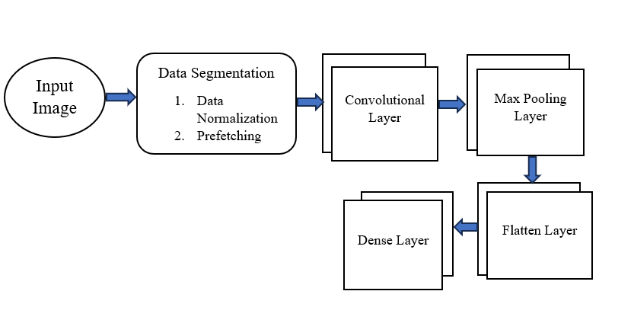 Input
Image
Data Segmentation
1. Data
Normalization
2. Prefetching
Convolutional
Layer
Max Pooling
Layer
Flatten Layer
Dense Layer